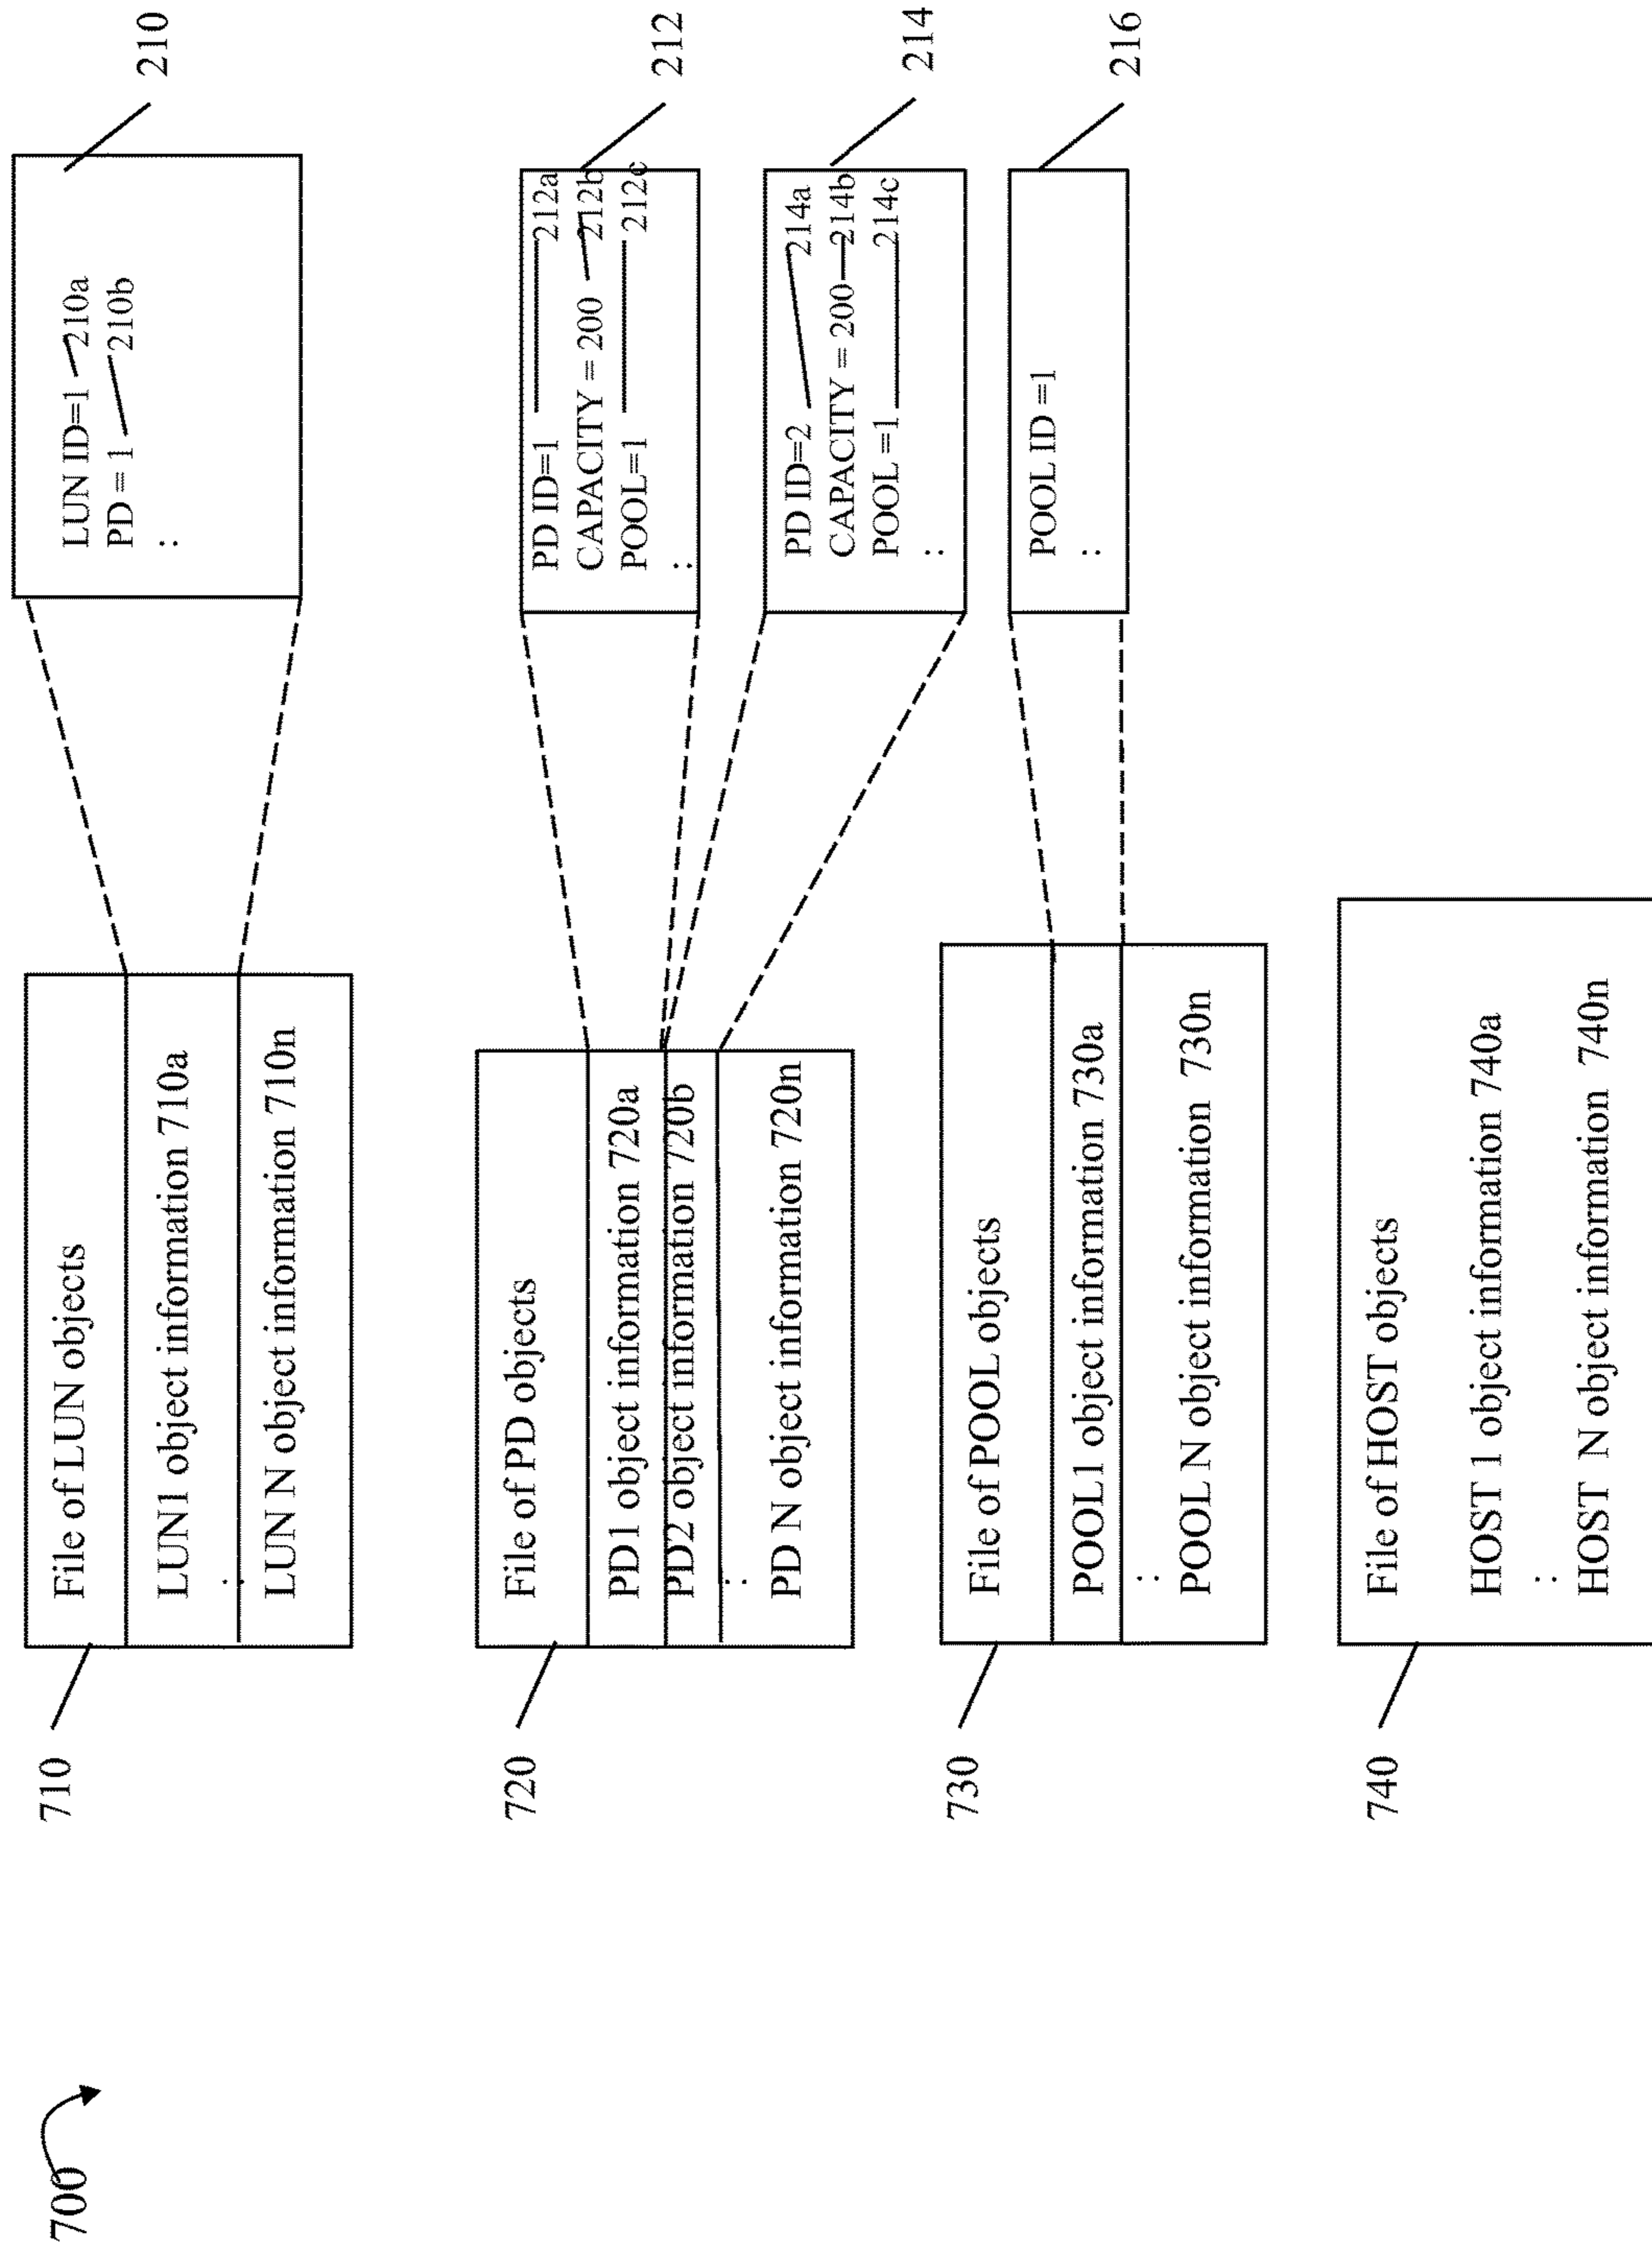 700
710
File of LUN objects
LUN1 object information 710a
:
LUN N object information 710n
LUN ID=1 210a
PD = 1 210b
:
210
720
File of PD objects
PD1 object information 720a
PD2 object information 720b
:
PD N object information 720n
PD ID=1 212a
CAPACITY = 200 212b
POOL=1 212c
:
212
PD ID=2 214a
CAPACITY = 200 214b
POOL =1 214c
:
214
730
File of POOL objects
POOL1 object information 730a
:
POOL N object information 730n
POOL ID =1
:
216
740
File of HOST objects
HOST 1 object information 740a
:
HOST N object information 740n